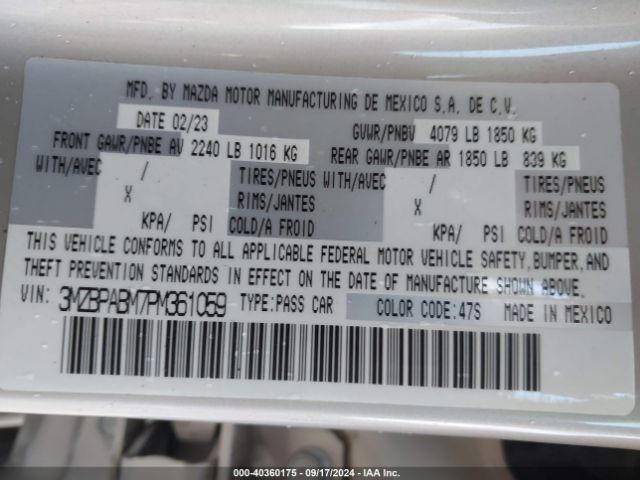 MFD. BY MAZDA MOTOR MANUFACTURING DE MEXICO S.A. DE C.V.
DATE 02/23 GVWR/PNBV 4079 LB 1850 KG
FRONT GAWR/PNBE AV 2240 LB 1016 KG REAR GAWR/PNBE AR 1850 LB 839 KG
WITH/AVEC / TIRES/PNEUS WITH/AVEC / TIRES/PNEUS
X RIMS/JANTES X RIMS/JANTES
KPA/ PSI COLD/A FROID KPA/ PSI COLD/A FROID
THIS VEHICLE CONFORMS TO ALL APPLICABLE FEDERAL MOTOR VEHICLE SAFETY, BUMPER, AND
THEFT PREVENTION STANDARDS IN EFFECT ON THE DATE OF MANUFACTURE SHOWN ABOVE.
VIN: 3MZBPABM7PM361059 TYPE:PASS CAR COLOR CODE:47S MADE IN MEXICO
000-40360175 - 09/17/2024 - IAA Inc.